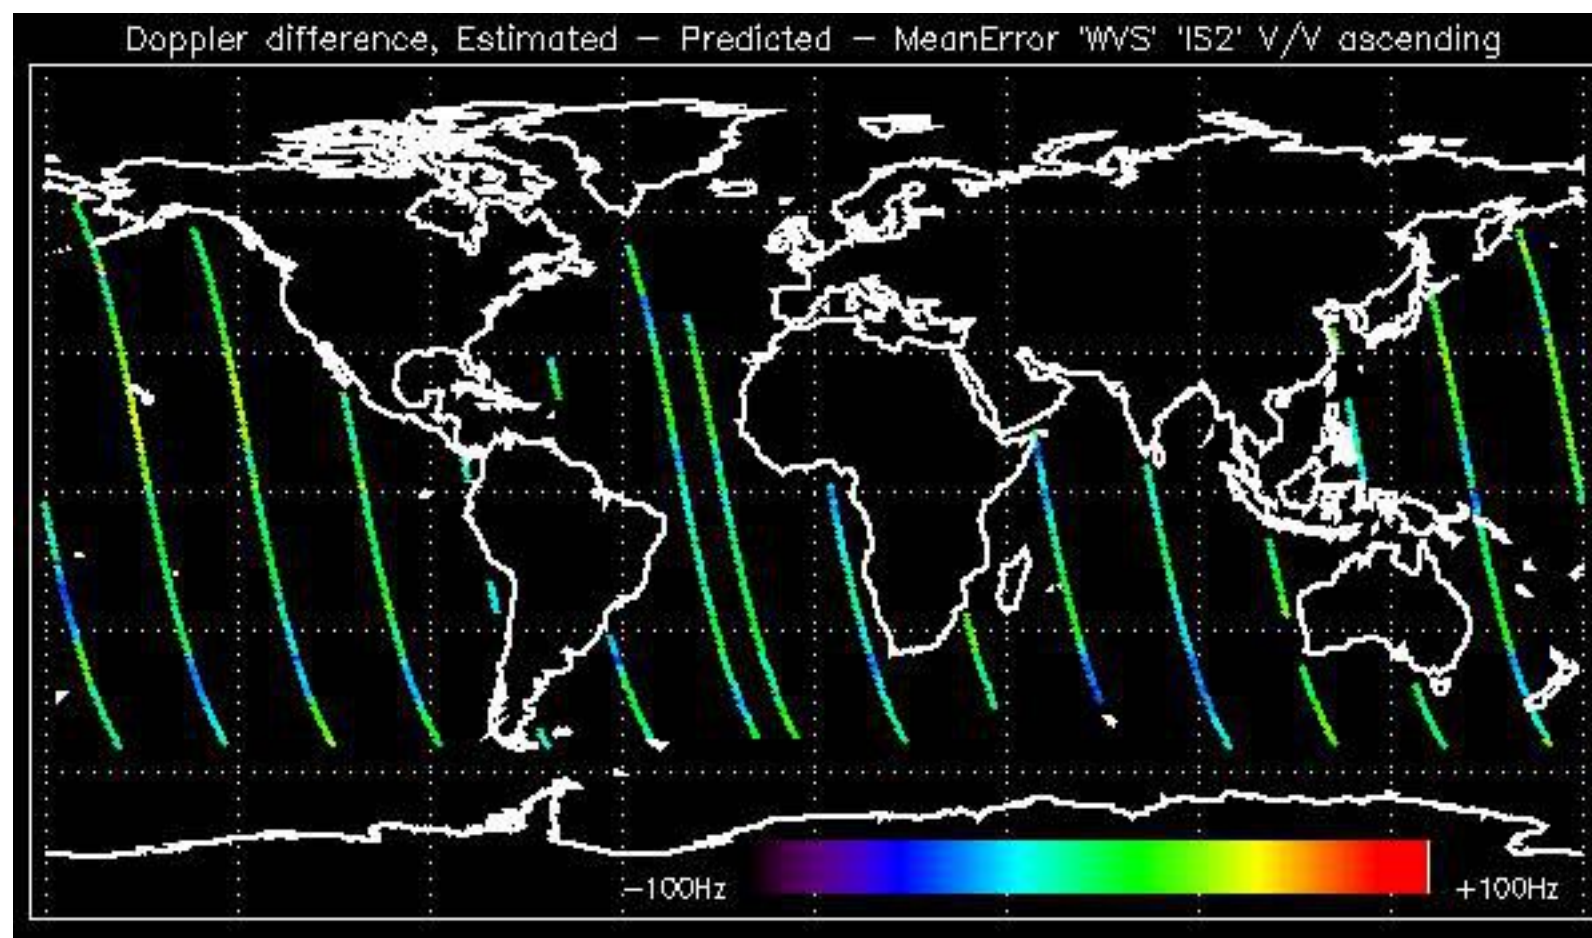 Doppler difference, Estimated – Predicted – MeanError 'WVS' 'IS2' V/V ascending
−100Hz +100Hz